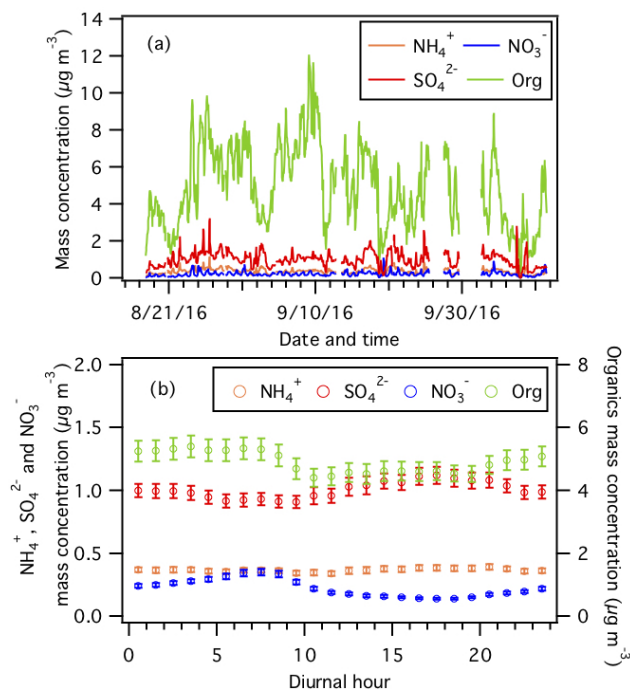 (a)
NH₄⁺ NO₃⁻
SO₄²⁻ Org
Mass concentration (μg m⁻³)
14
12
10
8
6
4
2
0
8/21/16 9/10/16 9/30/16
Date and time
(b)
NH₄⁺ SO₄²⁻ NO₃⁻ Org
NH₄⁺, SO₄²⁻ and NO₃⁻
mass concentration (μg m⁻³)
2.0
1.5
1.0
0.5
0.0
Organics mass concentration (μg m⁻³)
8
6
4
2
0
0 5 10 15 20
Diurnal hour